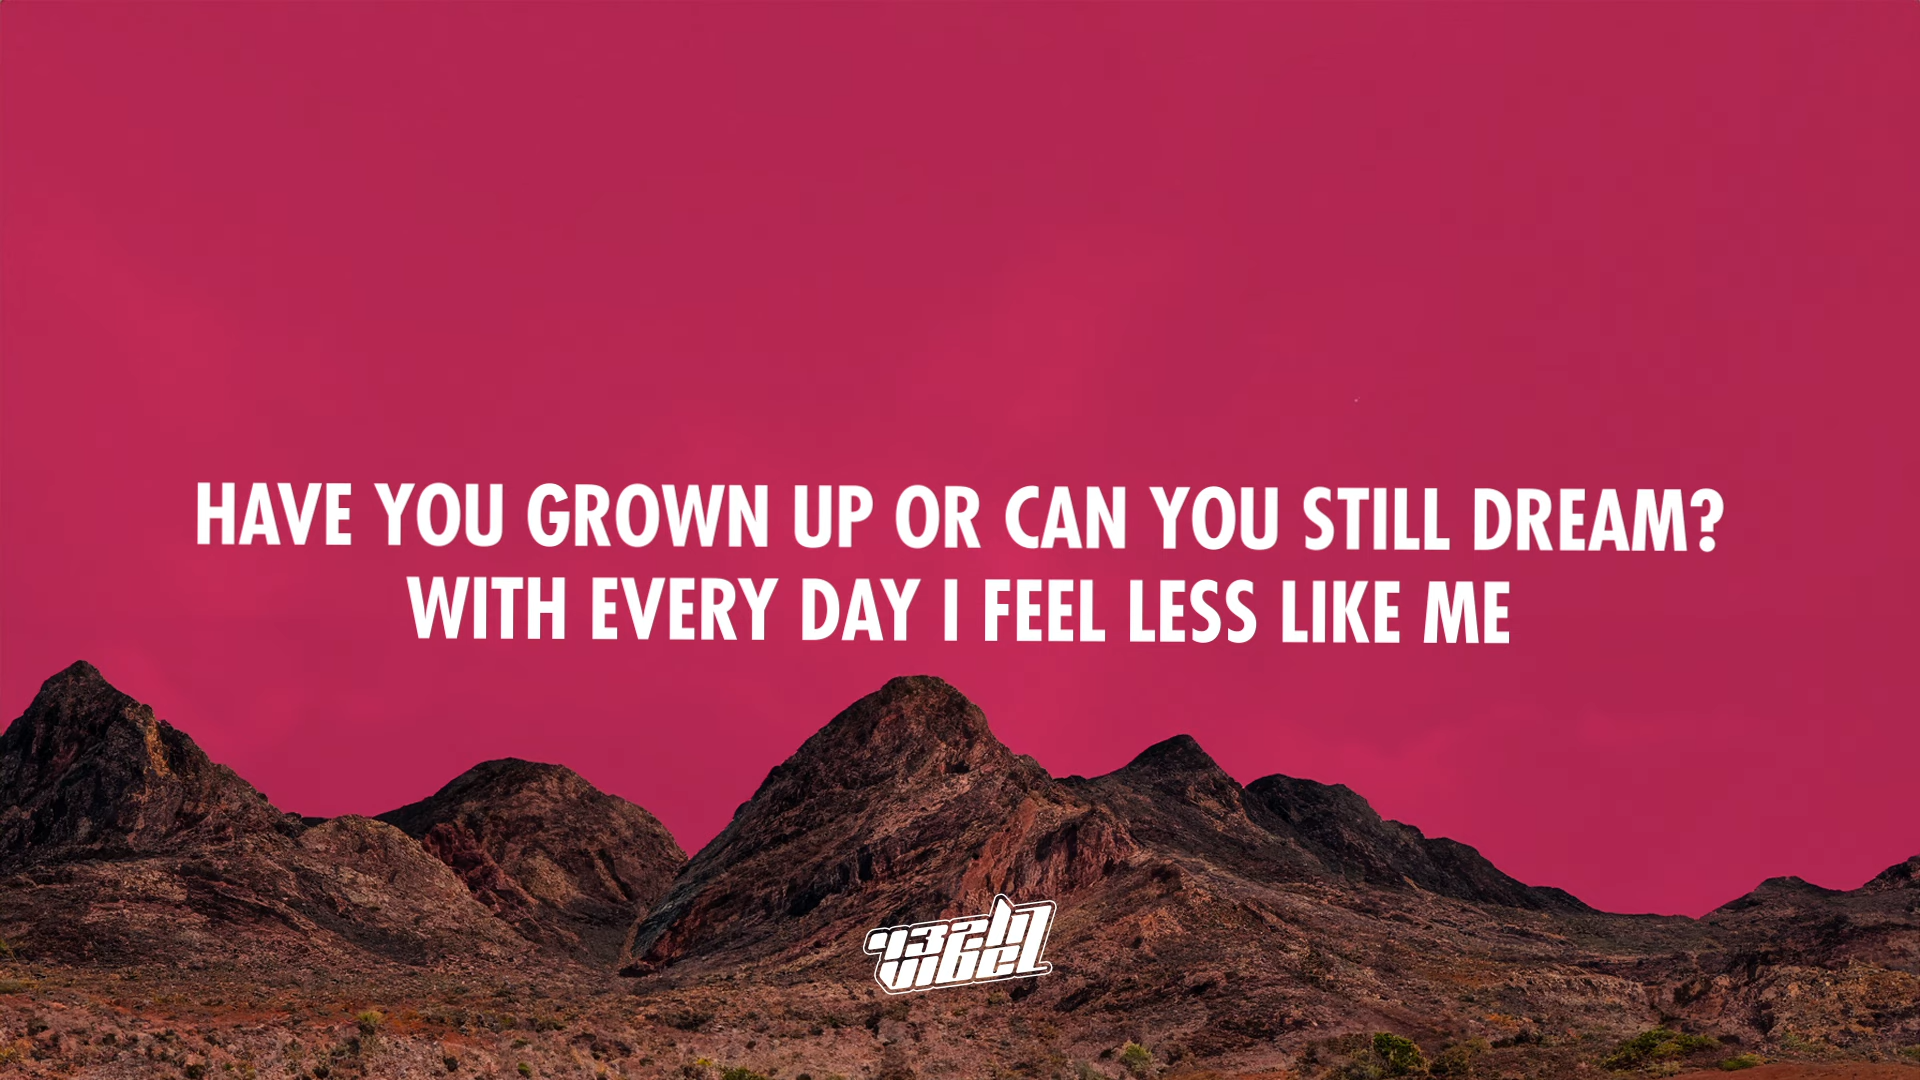 HAVE YOU GROWN UP OR CAN YOU STILL DREAM?
WITH EVERY DAY I FEEL LESS LIKE ME